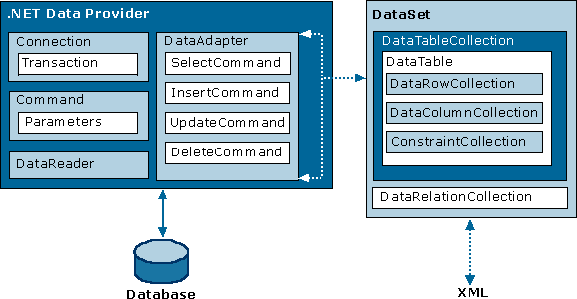 .NET Data Provider
Connection
Transaction
Command
Parameters
DataReader
DataAdapter
SelectCommand
InsertCommand
UpdateCommand
DeleteCommand
DataSet
DataTableCollection
DataTable
DataRowCollection
DataColumnCollection
ConstraintCollection
DataRelationCollection
Database
XML